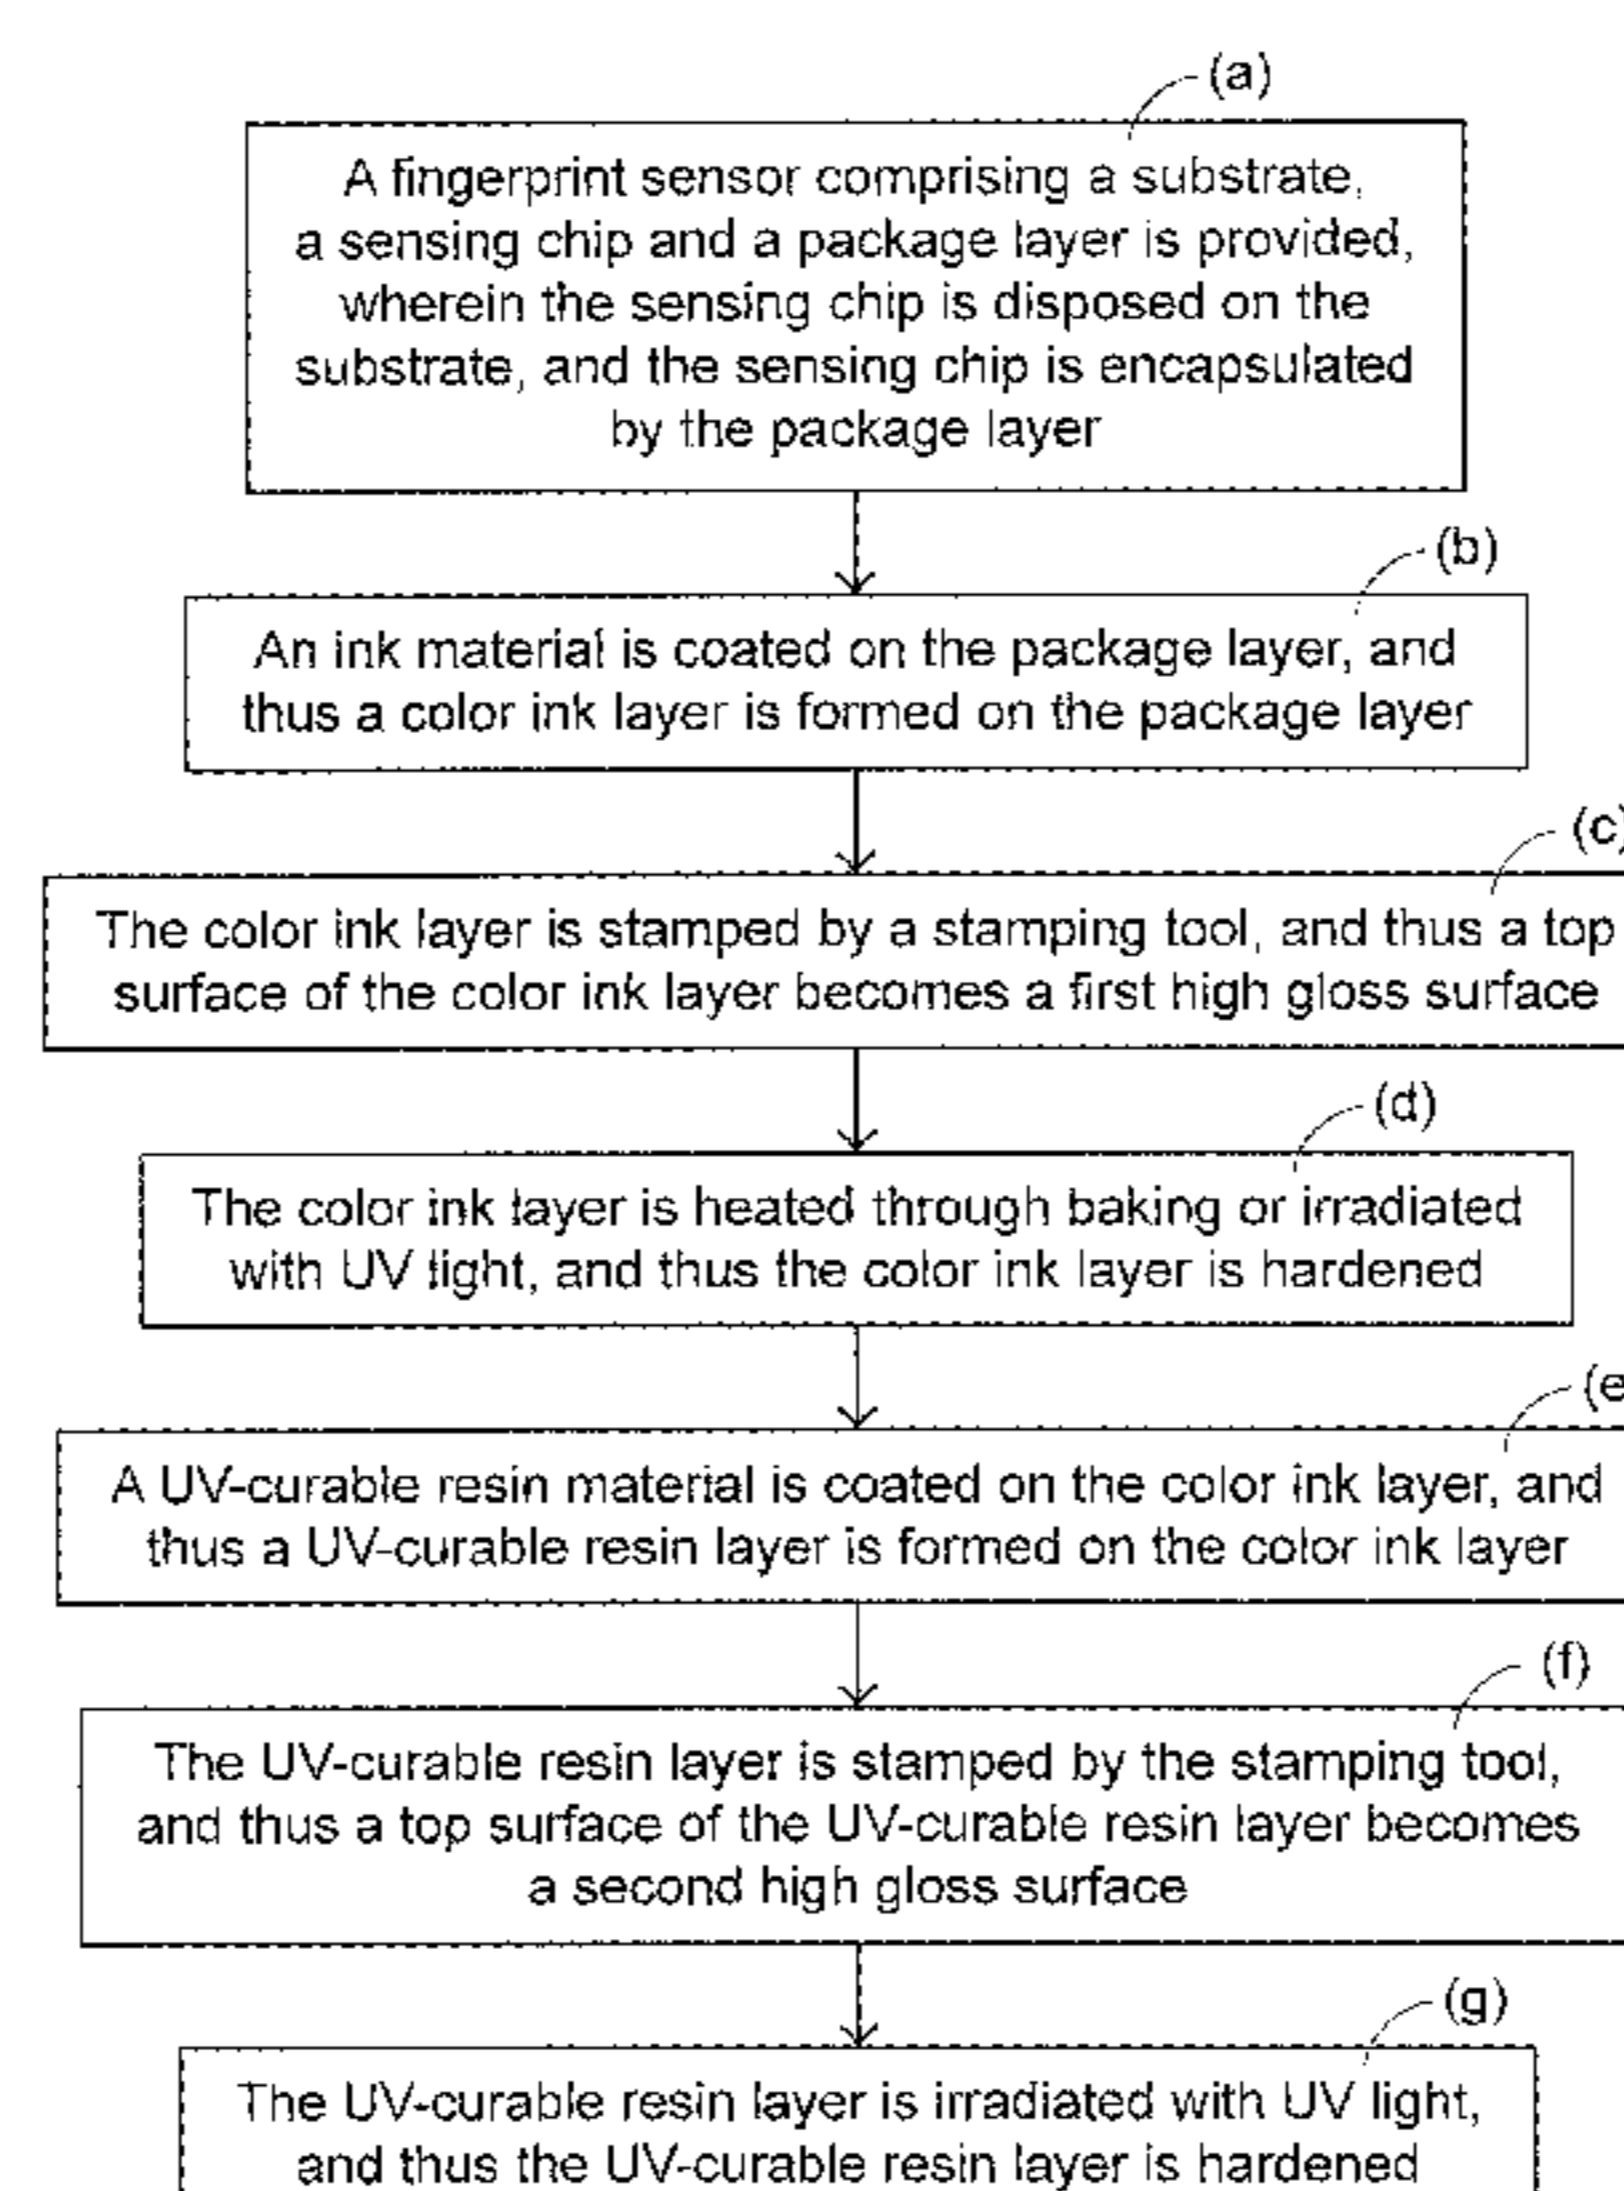 (a)
A fingerprint sensor comprising a substrate,
a sensing chip and a package layer is provided,
wherein the sensing chip is disposed on the
substrate, and the sensing chip is encapsulated
by the package layer
(b)
An ink material is coated on the package layer, and
thus a color ink layer is formed on the package layer
(c)
The color ink layer is stamped by a stamping tool, and thus a top
surface of the color ink layer becomes a first high gloss surface
(d)
The color ink layer is heated through baking or irradiated
with UV light, and thus the color ink layer is hardened
(e
A UV-curable resin material is coated on the color ink layer, and
thus a UV-curable resin layer is formed on the color ink layer
(f)
The UV-curable resin layer is stamped by the stamping tool,
and thus a top surface of the UV-curable resin layer becomes
a second high gloss surface
(g)
The UV-curable resin layer is irradiated with UV light,
and thus the UV-curable resin layer is hardened